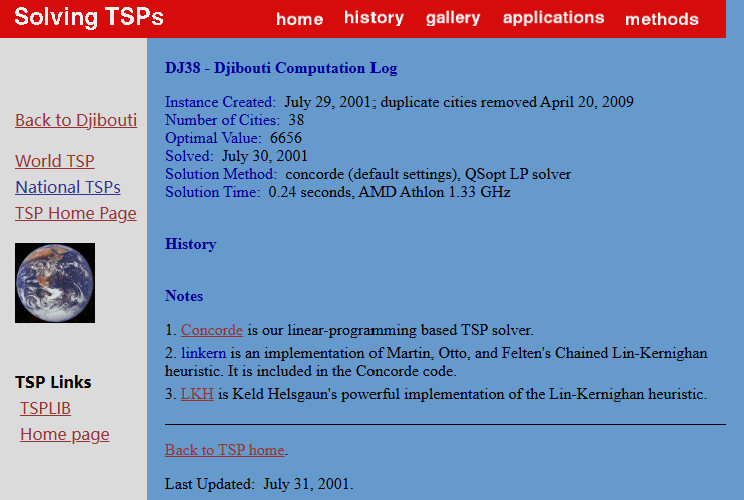 Solving TSPs
home history gallery applications methods
Back to Djibouti
World TSP
National TSPs
TSP Home Page
TSP Links
TSPLIB
Home page
DJ38 - Djibouti Computation Log
Instance Created: July 29, 2001; duplicate cities removed April 20, 2009
Number of Cities: 38
Optimal Value: 6656
Solved: July 30, 2001
Solution Method: concorde (default settings), QSopt LP solver
Solution Time: 0.24 seconds, AMD Athlon 1.33 GHz
History
Notes
1. Concorde is our linear-programming based TSP solver.
2. linkern is an implementation of Martin, Otto, and Felten's Chained Lin-Kernighan
heuristic. It is included in the Concorde code.
3. LKH is Keld Helsgaun's powerful implementation of the Lin-Kernighan heuristic.
Back to TSP home.
Last Updated: July 31, 2001.